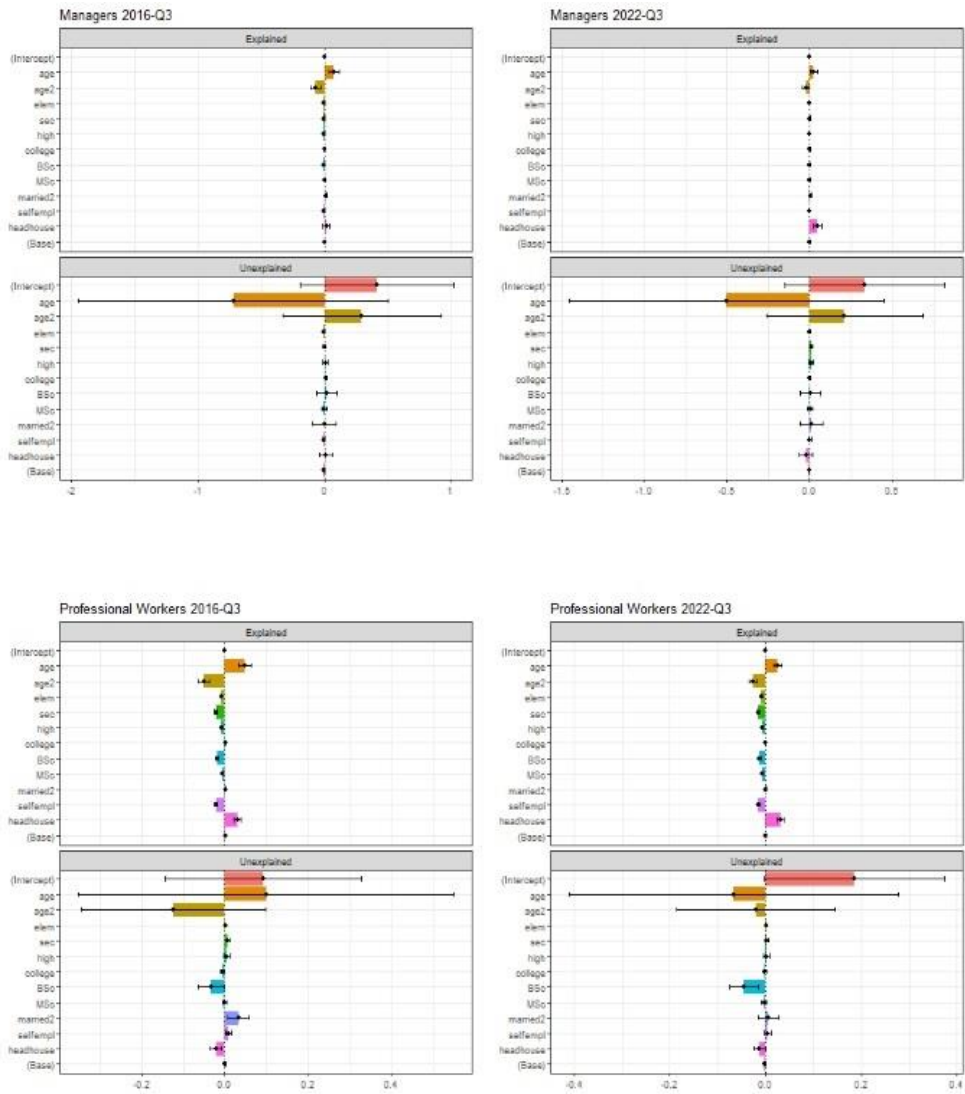 Managers 2016-Q3
Explained
(Intercept)
age
age2
elem
sec
high
college
BSc
MSc
married2
selfempl
headhouse
(Base)
Unexplained
(Intercept)
age
age2
elem
sec
high
college
BSc
MSc
married2
selfempl
headhouse
(Base)
-2 -1 0 1
Managers 2022-Q3
Explained
(Intercept)
age
age2
elem
sec
high
college
BSc
MSc
married2
selfempl
headhouse
(Base)
Unexplained
(Intercept)
age
age2
elem
sec
high
college
BSc
MSc
married2
selfempl
headhouse
(Base)
-1.5 -1.0 -0.5 0.0 0.5
Professional Workers 2016-Q3
Explained
(Intercept)
age
age2
elem
sec
high
college
BSc
MSc
married2
selfempl
headhouse
(Base)
Unexplained
(Intercept)
age
age2
elem
sec
high
college
BSc
MSc
married2
selfempl
headhouse
(Base)
-0.2 0.0 0.2 0.4
Professional Workers 2022-Q3
Explained
(Intercept)
age
age2
elem
sec
high
college
BSc
MSc
married2
selfempl
headhouse
(Base)
Unexplained
(Intercept)
age
age2
elem
sec
high
college
BSc
MSc
married2
selfempl
headhouse
(Base)
-0.4 -0.2 0.0 0.2 0.4